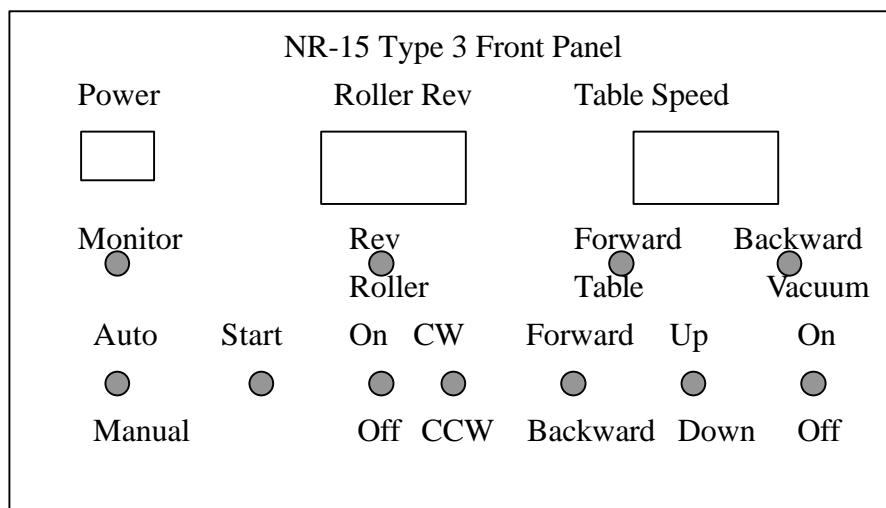 NR-15 Type 3 Front Panel
Power Roller Rev Table Speed
Monitor Rev Forward Backward
Roller Table Vacuum
Auto Start On CW Forward Up On
Manual Off CCW Backward Down Off